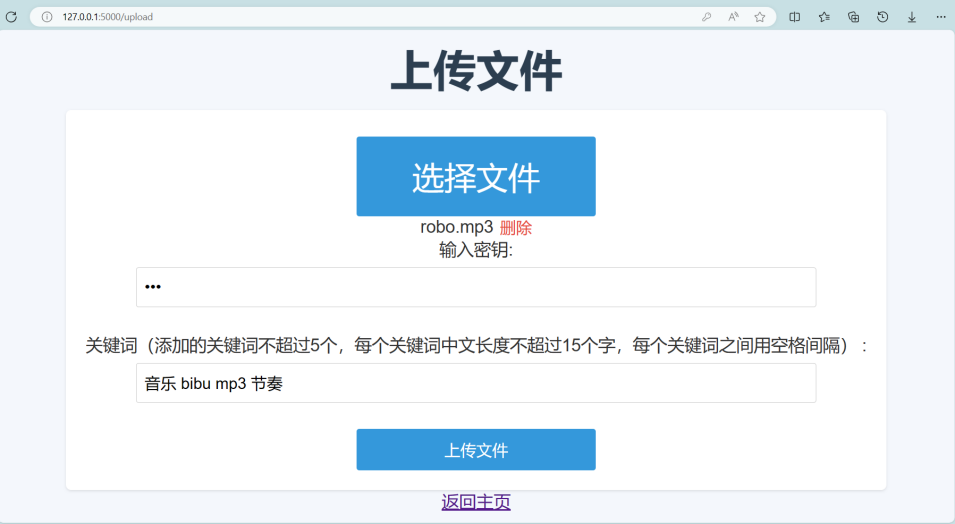 127.0.0.1:5000/upload
上传文件
选择文件
robo.mp3 删除
输入密钥:
•••
关键词（添加的关键词不超过5个，每个关键词中文长度不超过15个字，每个关键词之间用空格间隔）：
音乐 bibu mp3 节奏
上传文件
返回主页